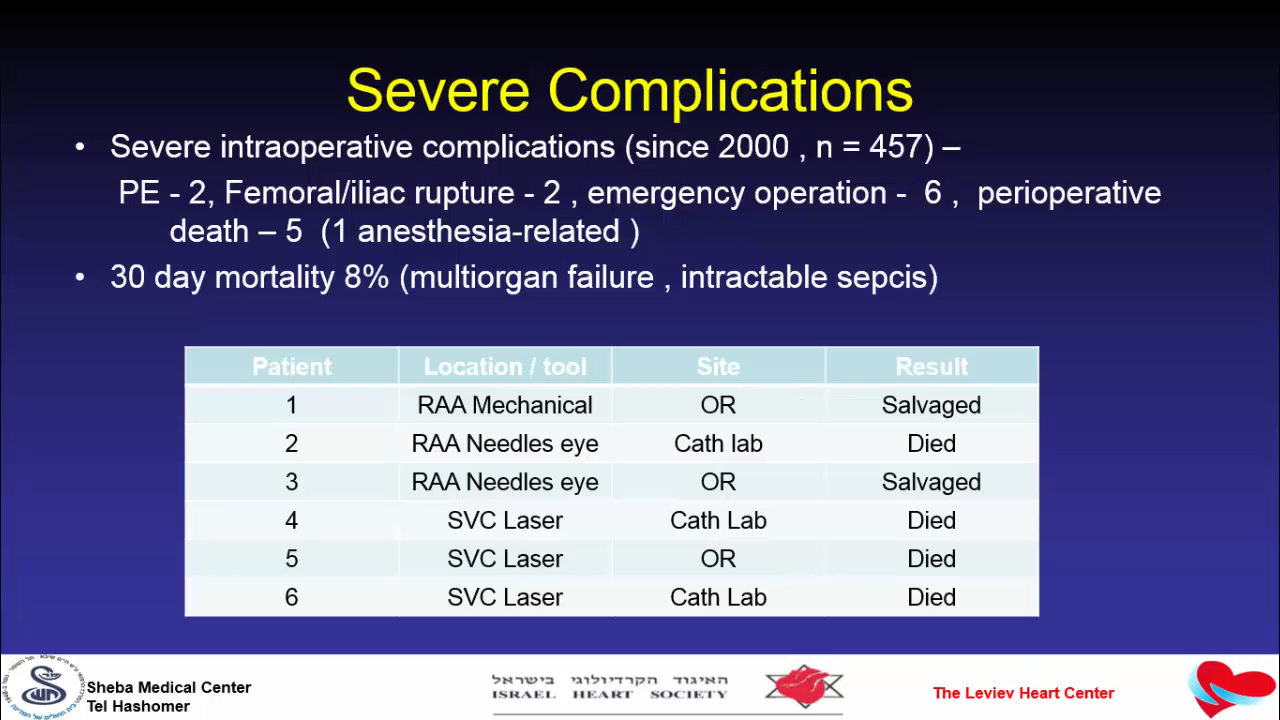 Severe Complications
• Severe intraoperative complications (since 2000 , n = 457) –
PE - 2, Femoral/iliac rupture - 2 , emergency operation - 6 , perioperative
death – 5 (1 anesthesia-related )
• 30 day mortality 8% (multiorgan failure , intractable sepcis)
Patient Location / tool Site Result
1 RAA Mechanical OR Salvaged
2 RAA Needles eye Cath lab Died
3 RAA Needles eye OR Salvaged
4 SVC Laser Cath Lab Died
5 SVC Laser OR Died
6 SVC Laser Cath Lab Died
Sheba Medical Center
Tel Hashomer
האיגוד הקרדיולוגי בישראל
ISRAEL HEART SOCIETY
The Leviev Heart Center